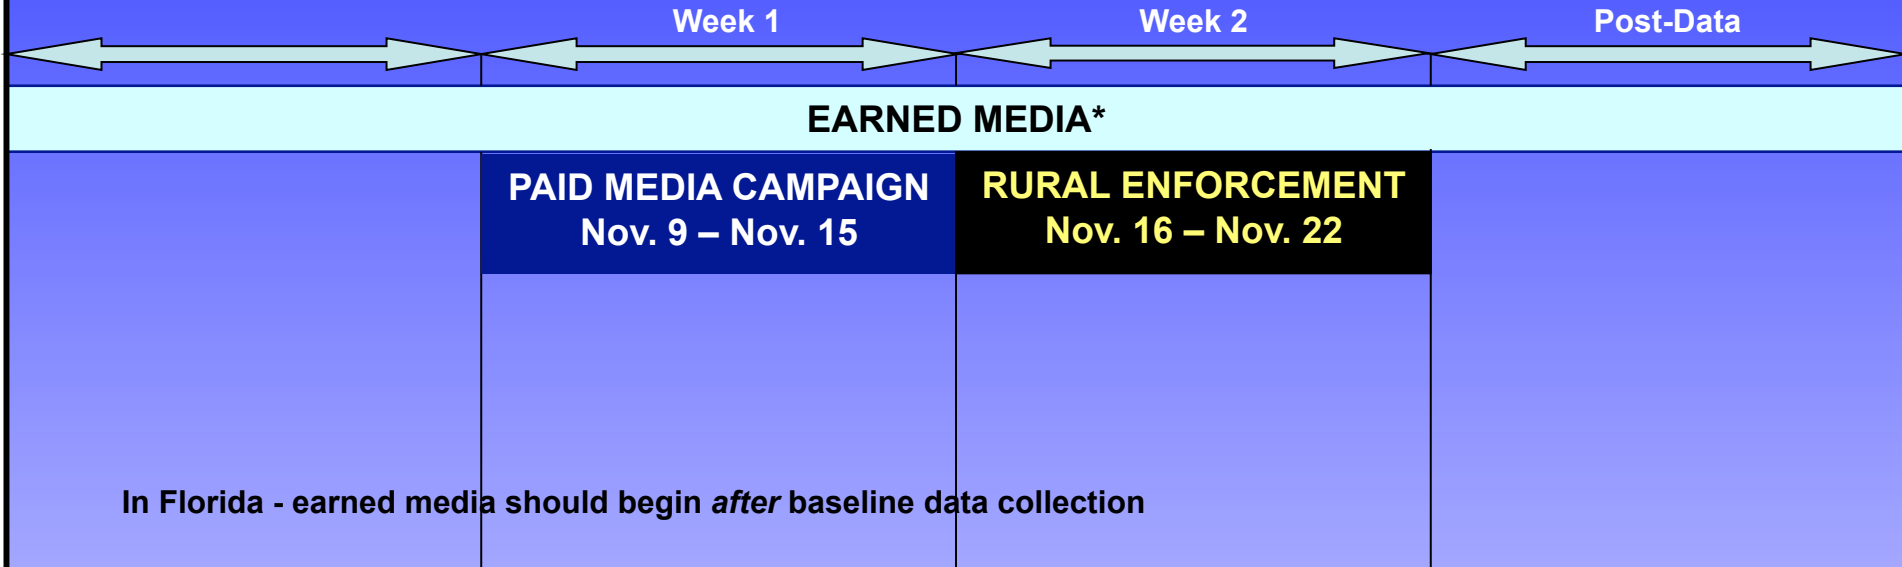 Week 1
Week 2
Post-Data
EARNED MEDIA*
PAID MEDIA CAMPAIGN
Nov. 9 – Nov. 15
RURAL ENFORCEMENT
Nov. 16 – Nov. 22
In Florida - earned media should begin after baseline data collection